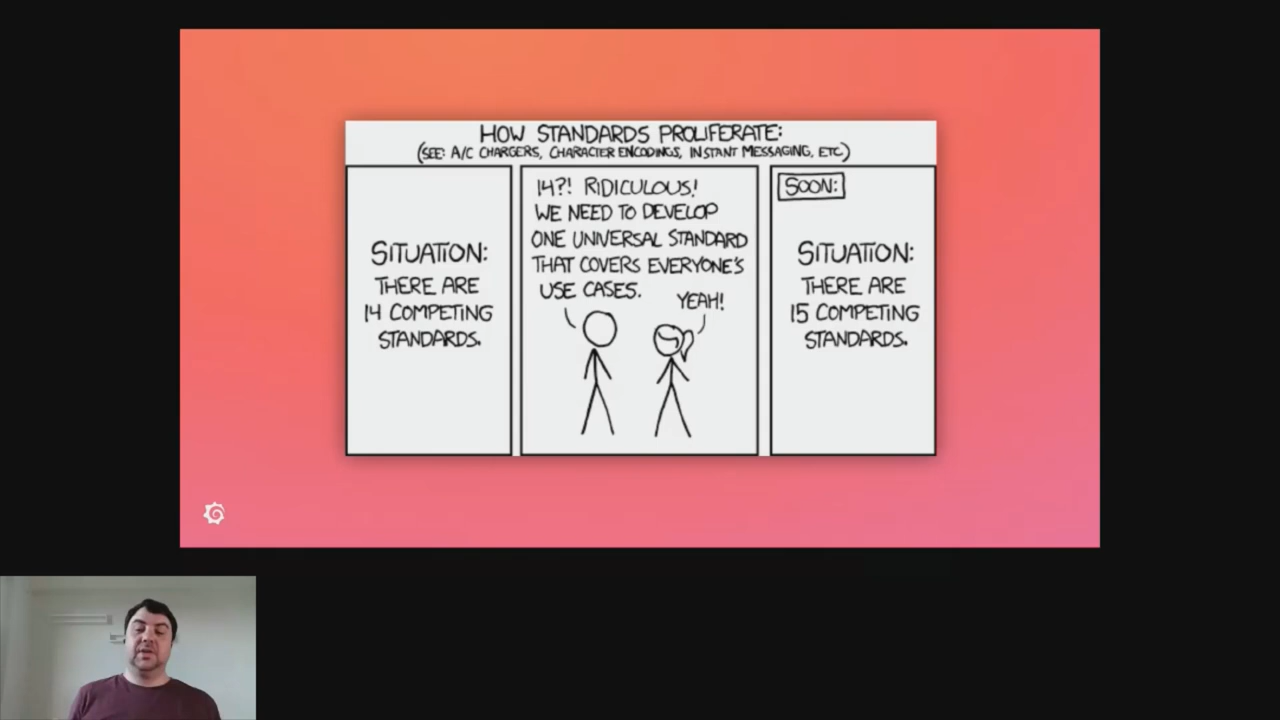 HOW STANDARDS PROLIFERATE:
(SEE: A/C CHARGERS, CHARACTER ENCODINGS, INSTANT MESSAGING, ETC.)
SITUATION:
THERE ARE
14 COMPETING
STANDARDS.
14?! RIDICULOUS!
WE NEED TO DEVELOP
ONE UNIVERSAL STANDARD
THAT COVERS EVERYONE'S
USE CASES.
YEAH!
SOON:
SITUATION:
THERE ARE
15 COMPETING
STANDARDS.